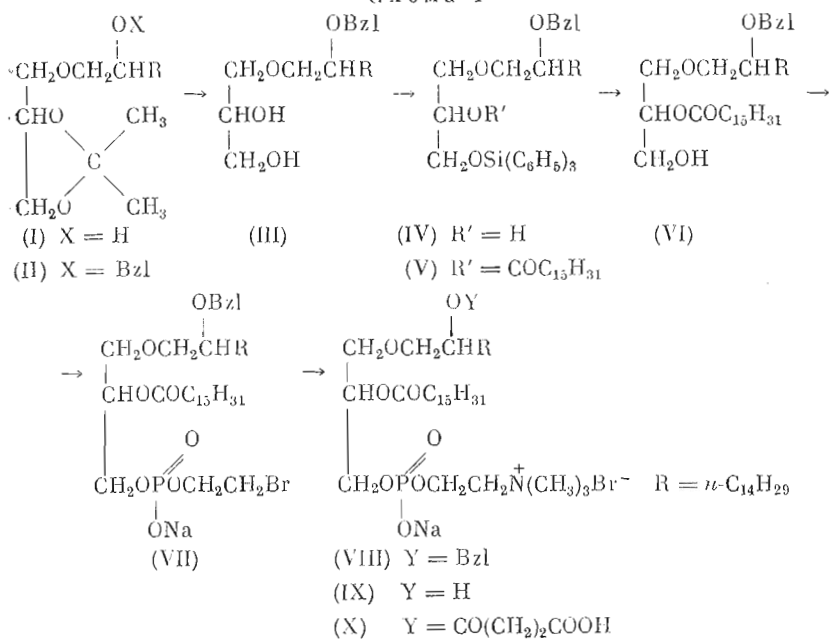 OX OBzl OBzl OBzl
CH₂OCH₂CHR → CH₂OCH₂CHR → CH₂OCH₂CHR → CH₂OCH₂CHR →
CHO CH₃ CHOH CHOR′ CHOCOC₁₅H₃₁
C CH₂OH CH₂OSi(C₆H₅)₃ CH₂OH
CH₂O CH₃
(I) X = H (III) (IV) R′ = H (VI)
(II) X = Bzl (V) R′ = COC₁₅H₃₁
OBzl OY
→ CH₂OCH₂CHR → CH₂OCH₂CHR
CHOCOC₁₅H₃₁ CHOCOC₁₅H₃₁
O O
CH₂OPOCH₂CH₂Br CH₂OPOCH₂CH₂N⁺(CH₃)₃Br⁻ R = n-C₁₄H₂₉
ONa ONa
(VII) (VIII) Y = Bzl
(IX) Y = H
(X) Y = CO(CH₂)₂COOH